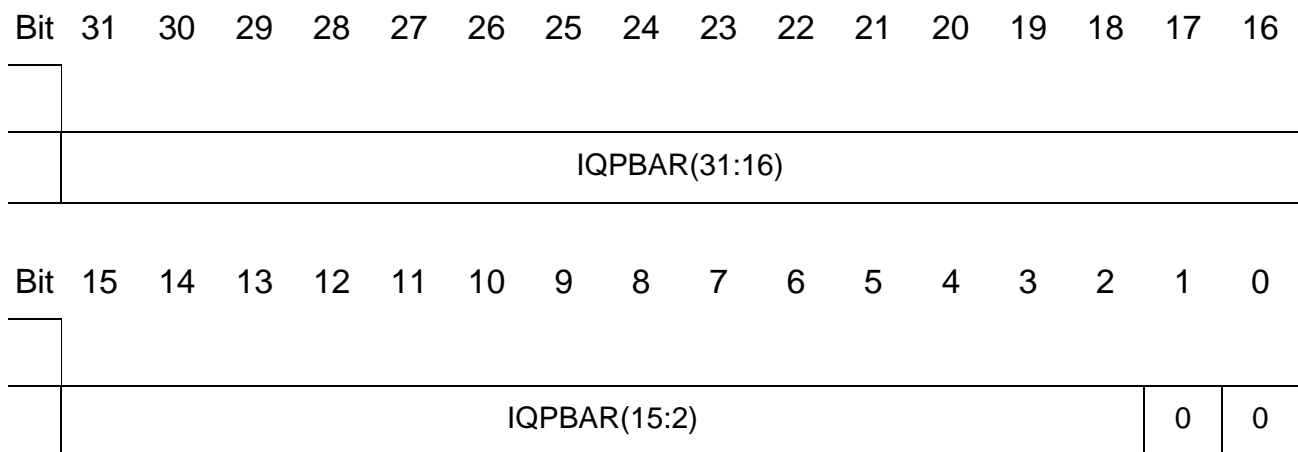 Bit 31 30 29 28 27 26 25 24 23 22 21 20 19 18 17 16
IQPBAR(31:16)
Bit 15 14 13 12 11 10 9 8 7 6 5 4 3 2 1 0
IQPBAR(15:2) 0 0